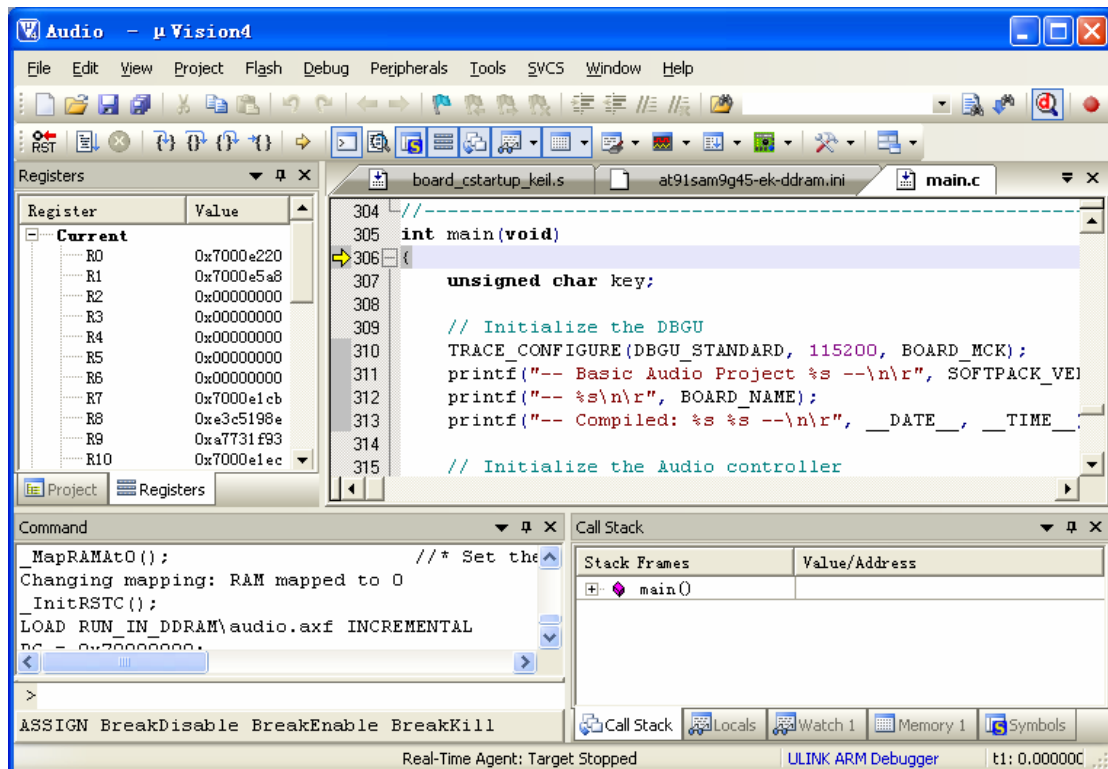 Audio - µVision4
File Edit View Project Flash Debug Peripherals Tools SVCS Window Help
RST
Registers
Register Value
Current
R0 0x7000e220
R1 0x7000e5a8
R2 0x00000000
R3 0x00000000
R4 0x00000000
R5 0x00000000
R6 0x00000000
R7 0x7000e1cb
R8 0xe3c5198e
R9 0xa7731f93
R10 0x7000e1ec
Project Registers
board_cstartup_keil.s at91sam9g45-ek-ddram.ini main.c
304 //----------------------------------------------------------------------
305 int main(void)
306 {
307 unsigned char key;
308
309 // Initialize the DBGU
310 TRACE_CONFIGURE(DBGU_STANDARD, 115200, BOARD_MCK);
311 printf("-- Basic Audio Project %s --\n\r", SOFTPACK_VE
312 printf("-- %s\n\r", BOARD_NAME);
313 printf("-- Compiled: %s %s --\n\r", __DATE__, __TIME__
314
315 // Initialize the Audio controller
Command
_MapRAMAt0(); //* Set the
Changing mapping: RAM mapped to 0
_InitRSTC();
LOAD RUN_IN_DDRAM\audio.axf INCREMENTAL
PC = 0x70000000;
>
ASSIGN BreakDisable BreakEnable BreakKill
Call Stack
Stack Frames Value/Address
main()
Call Stack Locals Watch 1 Memory 1 Symbols
Real-Time Agent: Target Stopped ULINK ARM Debugger t1: 0.000000